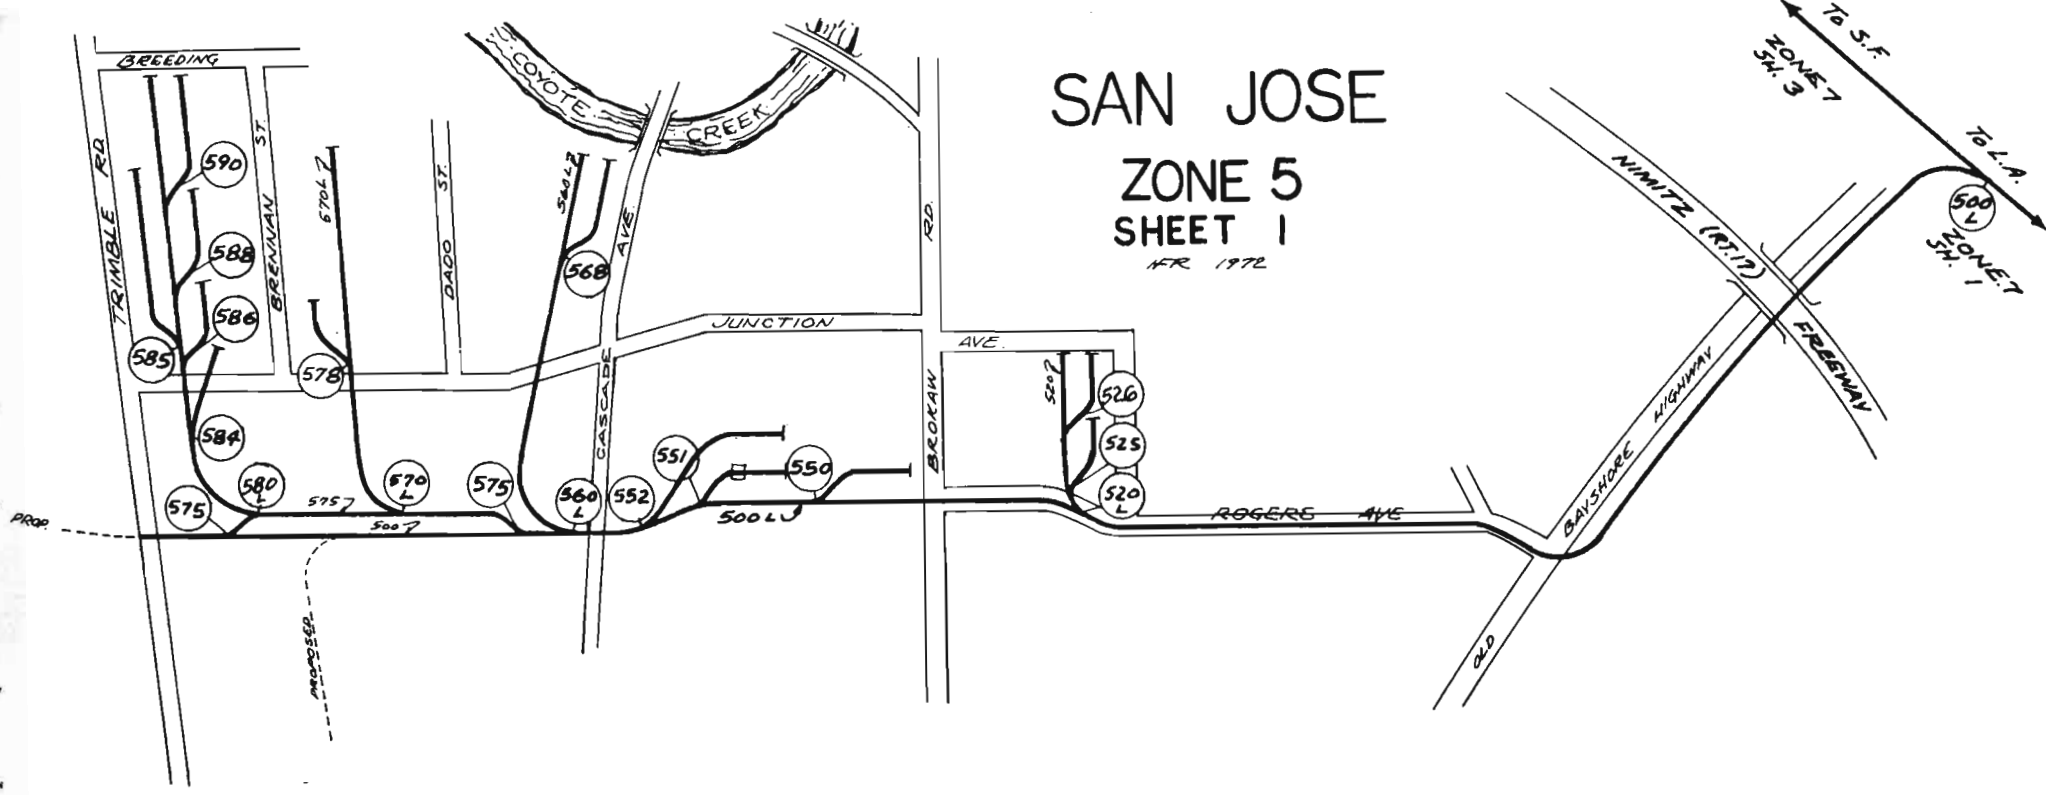 SAN JOSE
ZONE 5
SHEET 1
HFR 1972
To S.F.
ZONE 7
SH. 3
To L.A.
500
L
ZONE 7
SH. 1
NIMITZ (RT.17)
FREEWAY
BAYSHORE HIGHWAY
OLD
ROGERS AVE
BREEDING
TRIMBLE RD.
BRENNAN ST.
DADO ST.
COYOTE
CREEK
CASCADE AVE.
JUNCTION
AVE.
BROKAW RD.
590
588
586
585
584
580
L
575
575
500
570 L
578
570
L
575
560 L
568
560
L
552
551
550
500 L
520
526
525
520
L
PROP.
PROPOSED